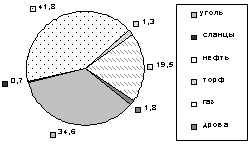 41,8
1,3
19,5
1,8
34,6
0,7
уголь
сланцы
нефть
торф
газ
дрова